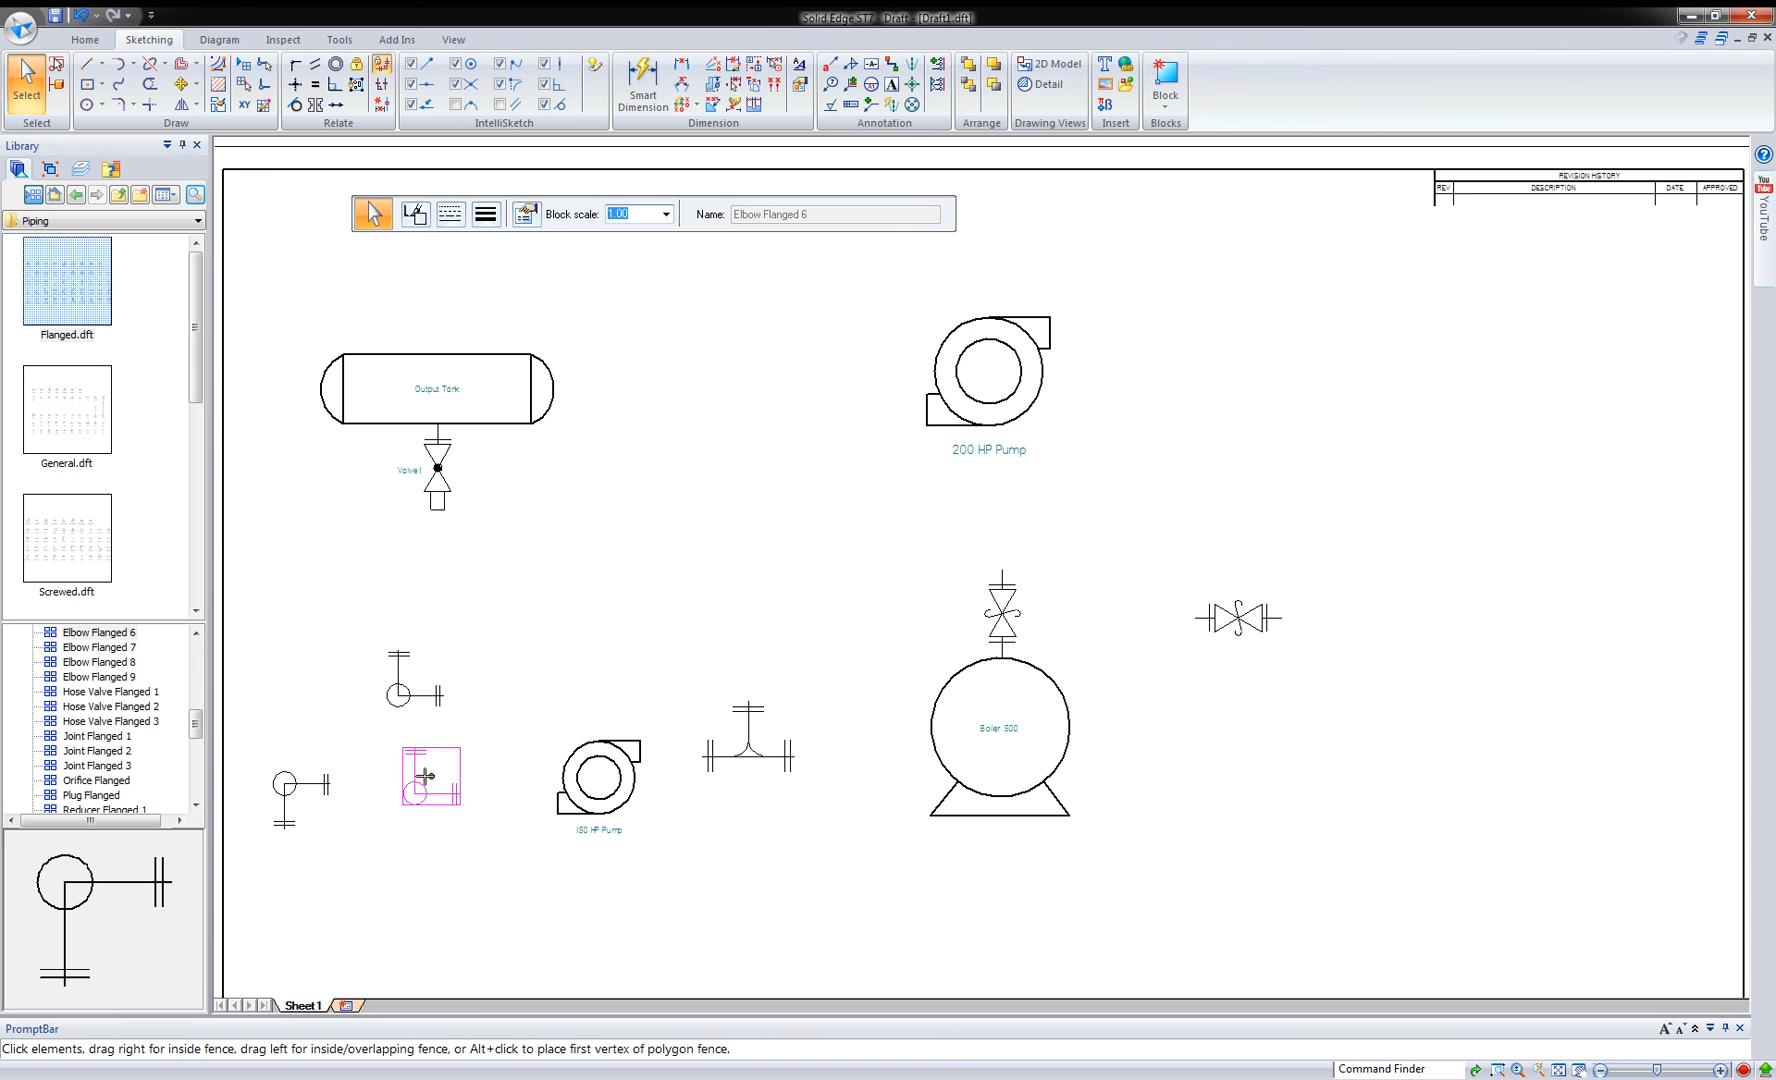 Solid Edge ST7 - Draft - [Draft1.dft]
Home Sketching Diagram Inspect Tools Add Ins View
Select
Smart
Dimension
2D Model
Detail
Block
Select Draw Relate IntelliSketch Dimension Annotation Arrange Drawing Views Insert Blocks
Library
Piping
Flanged.dft
General.dft
Screwed.dft
Elbow Flanged 6
Elbow Flanged 7
Elbow Flanged 8
Elbow Flanged 9
Hose Valve Flanged 1
Hose Valve Flanged 2
Hose Valve Flanged 3
Joint Flanged 1
Joint Flanged 2
Joint Flanged 3
Orifice Flanged
Plug Flanged
Reducer Flanged 1
Block scale: 1.00 Name: Elbow Flanged 6
REVISION HISTORY
REV DESCRIPTION DATE APPROVED
YouTube
Output Tank
Valve1
200 HP Pump
Boiler 500
150 HP Pump
Sheet1
PromptBar
Click elements, drag right for inside fence, drag left for inside/overlapping fence, or Alt+click to place first vertex of polygon fence.
Command Finder